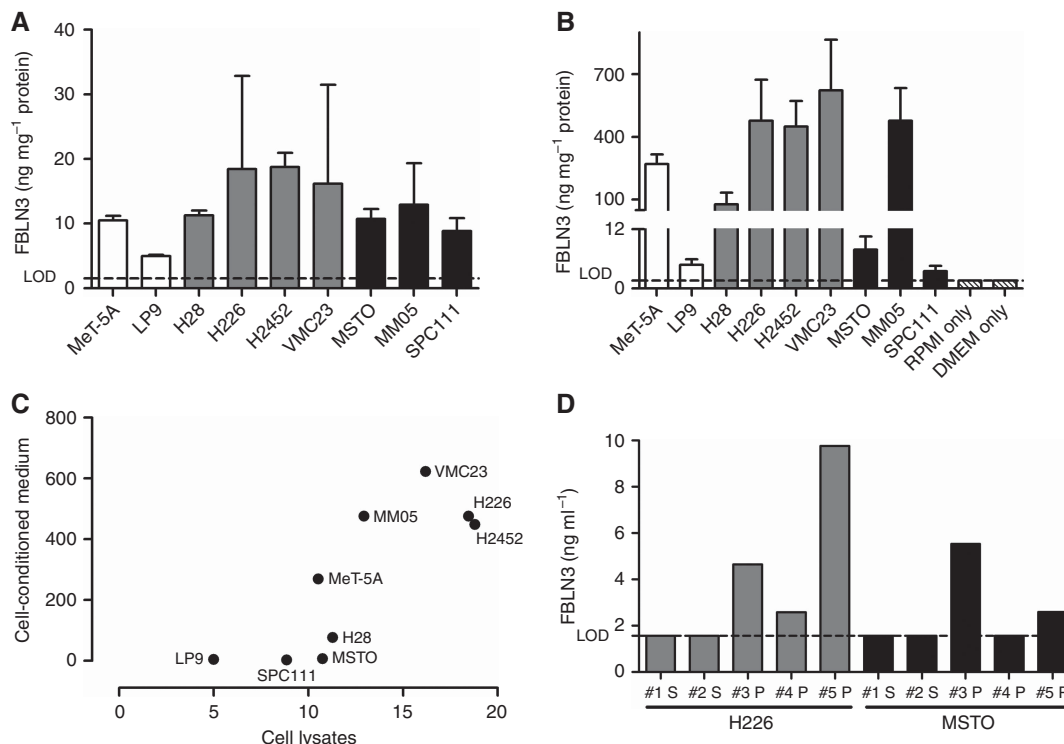 A
FBLN3 (ng mg⁻¹ protein)
40
30
20
10
0
LOD
MeT-5A
LP9
H28
H226
H2452
VMC23
MSTO
MM05
SPC111
B
FBLN3 (ng mg⁻¹ protein)
700
400
100
12
0
LOD
MeT-5A
LP9
H28
H226
H2452
VMC23
MSTO
MM05
SPC111
RPMI only
DMEM only
C
Cell-conditioned medium
800
600
400
200
0
VMC23
H226
MM05
H2452
MeT-5A
H28
LP9
MSTO
SPC111
0 5 10 15 20
Cell lysates
D
FBLN3 (ng ml⁻¹)
10
8
6
4
2
0
LOD
#1 S #2 S #3 P #4 P #5 P #1 S #2 S #3 P #4 P #5 P
H226 MSTO